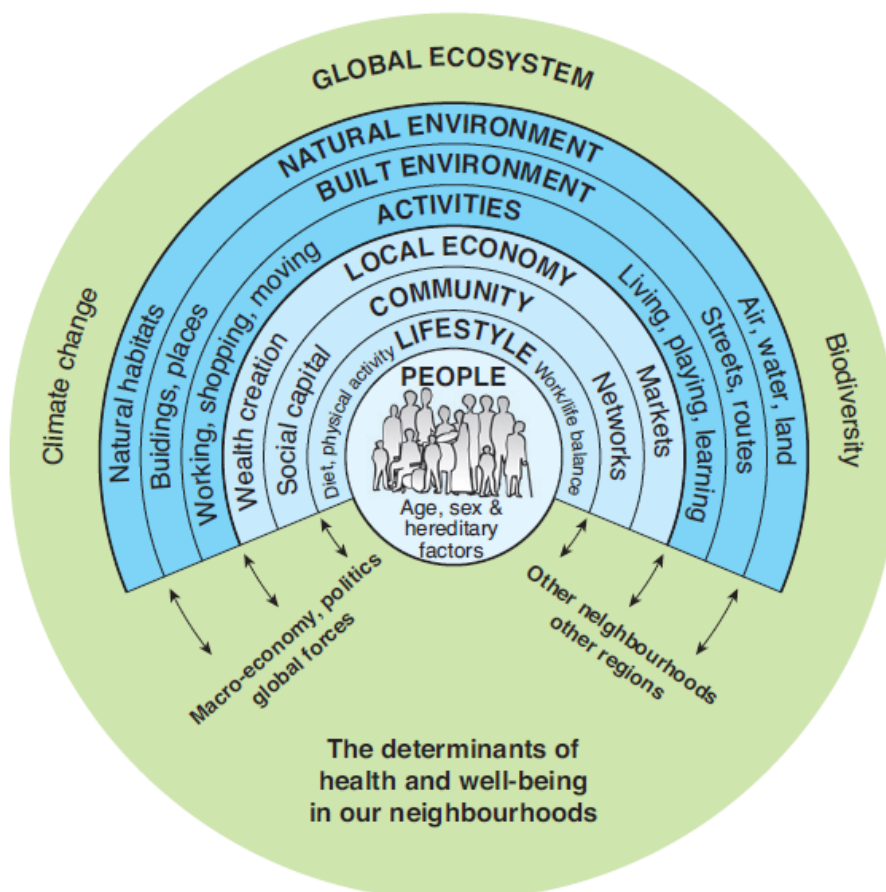 GLOBAL ECOSYSTEM
NATURAL ENVIRONMENT
BUILT ENVIRONMENT
ACTIVITIES
LOCAL ECONOMY
COMMUNITY
LIFESTYLE
PEOPLE
Age, sex &
hereditary
factors
Climate change
Natural habitats
Buidings, places
Working, shopping, moving
Wealth creation
Social capital
Diet, physical activity
Work/life balance
Networks
Markets
Living, playing, learning
Streets, routes
Air, water, land
Biodiversity
Macro-economy, politics
global forces
Other neighbourhoods
other regions
The determinants of
health and well-being
in our neighbourhoods